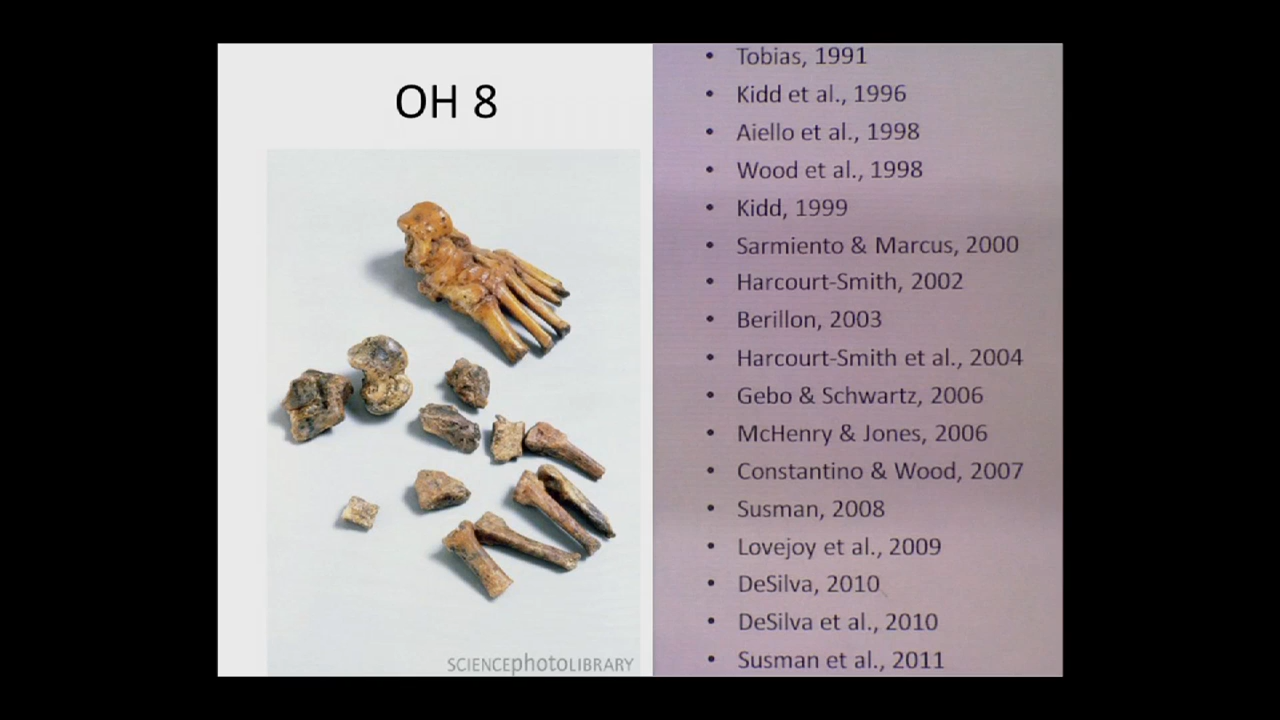 OH 8
SCIENCEphotoLIBRARY
• Tobias, 1991
• Kidd et al., 1996
• Aiello et al., 1998
• Wood et al., 1998
• Kidd, 1999
• Sarmiento & Marcus, 2000
• Harcourt-Smith, 2002
• Berillon, 2003
• Harcourt-Smith et al., 2004
• Gebo & Schwartz, 2006
• McHenry & Jones, 2006
• Constantino & Wood, 2007
• Susman, 2008
• Lovejoy et al., 2009
• DeSilva, 2010
• DeSilva et al., 2010
• Susman et al., 2011